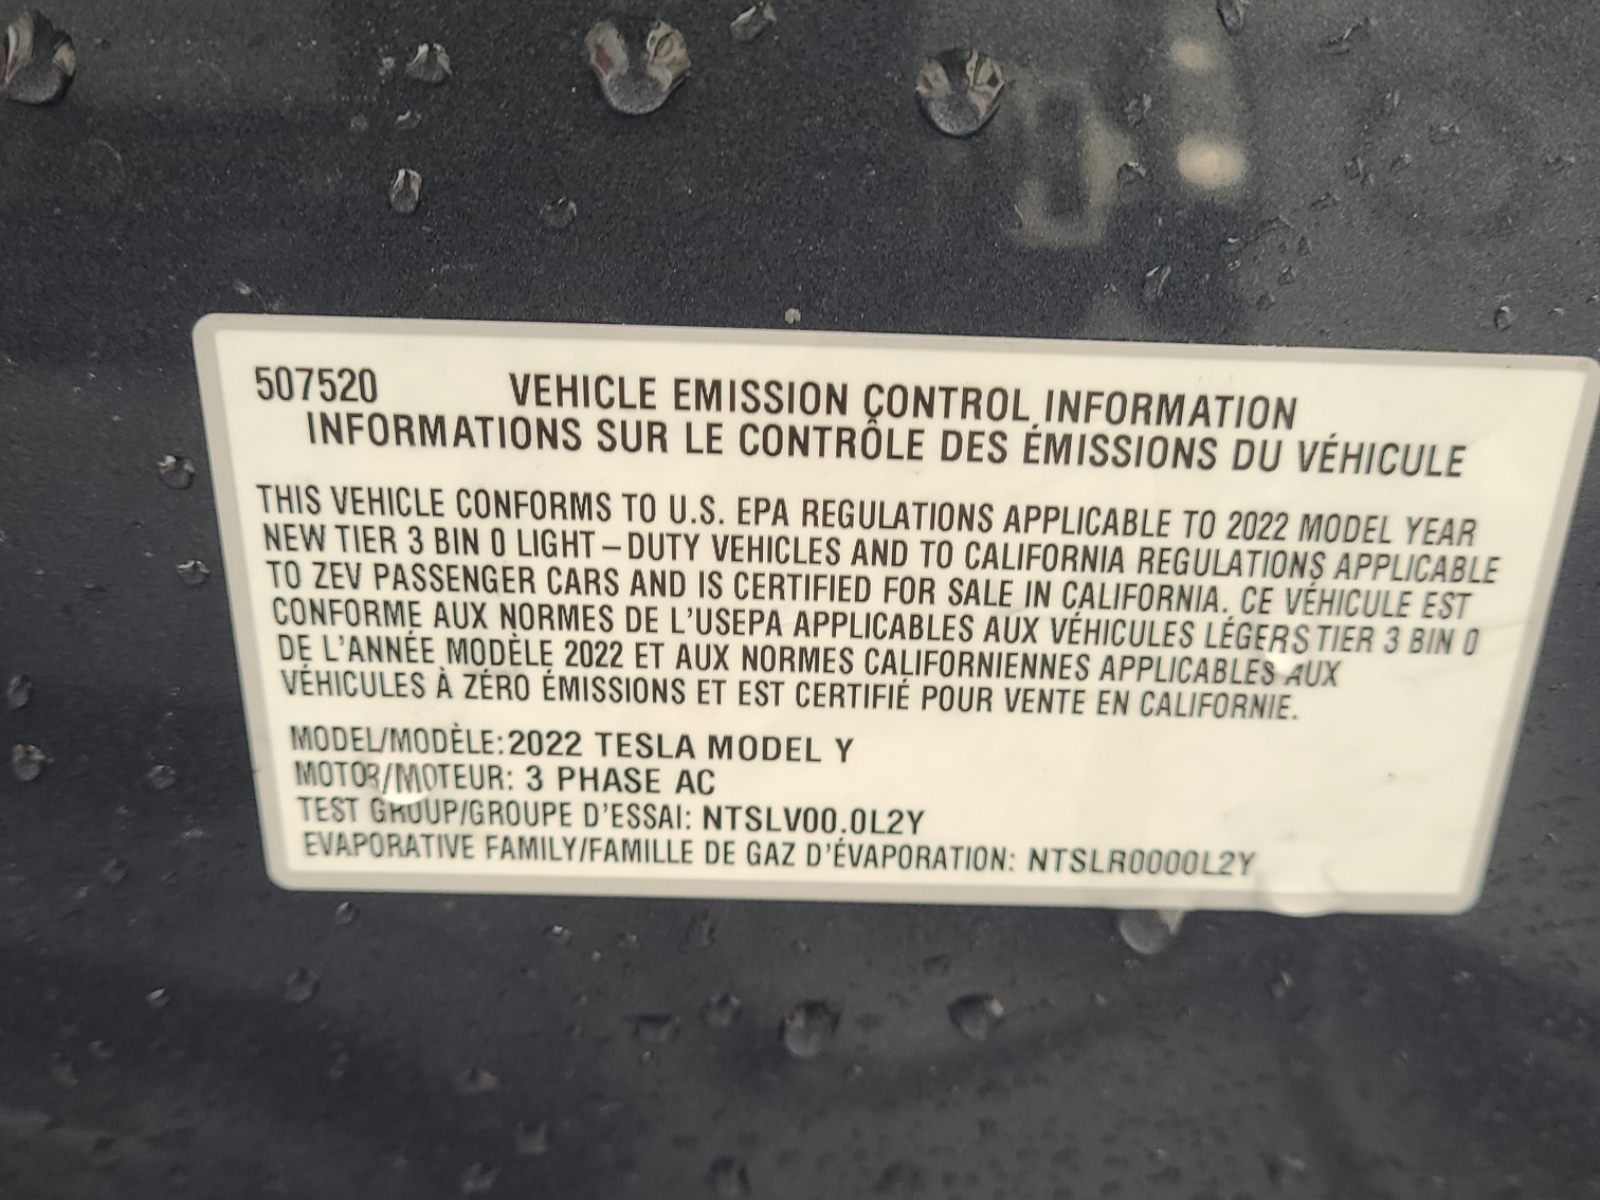 507520 VEHICLE EMISSION CONTROL INFORMATION
INFORMATIONS SUR LE CONTRÔLE DES ÉMISSIONS DU VÉHICULE
THIS VEHICLE CONFORMS TO U.S. EPA REGULATIONS APPLICABLE TO 2022 MODEL YEAR
NEW TIER 3 BIN 0 LIGHT–DUTY VEHICLES AND TO CALIFORNIA REGULATIONS APPLICABLE
TO ZEV PASSENGER CARS AND IS CERTIFIED FOR SALE IN CALIFORNIA. CE VÉHICULE EST
CONFORME AUX NORMES DE L'USEPA APPLICABLES AUX VÉHICULES LÉGERS TIER 3 BIN 0
DE L'ANNÉE MODÈLE 2022 ET AUX NORMES CALIFORNIENNES APPLICABLES AUX
VÉHICULES À ZÉRO ÉMISSIONS ET EST CERTIFIÉ POUR VENTE EN CALIFORNIE.
MODEL/MODÈLE: 2022 TESLA MODEL Y
MOTOR/MOTEUR: 3 PHASE AC
TEST GROUP/GROUPE D'ESSAI: NTSLV00.0L2Y
EVAPORATIVE FAMILY/FAMILLE DE GAZ D'ÉVAPORATION: NTSLR0000L2Y